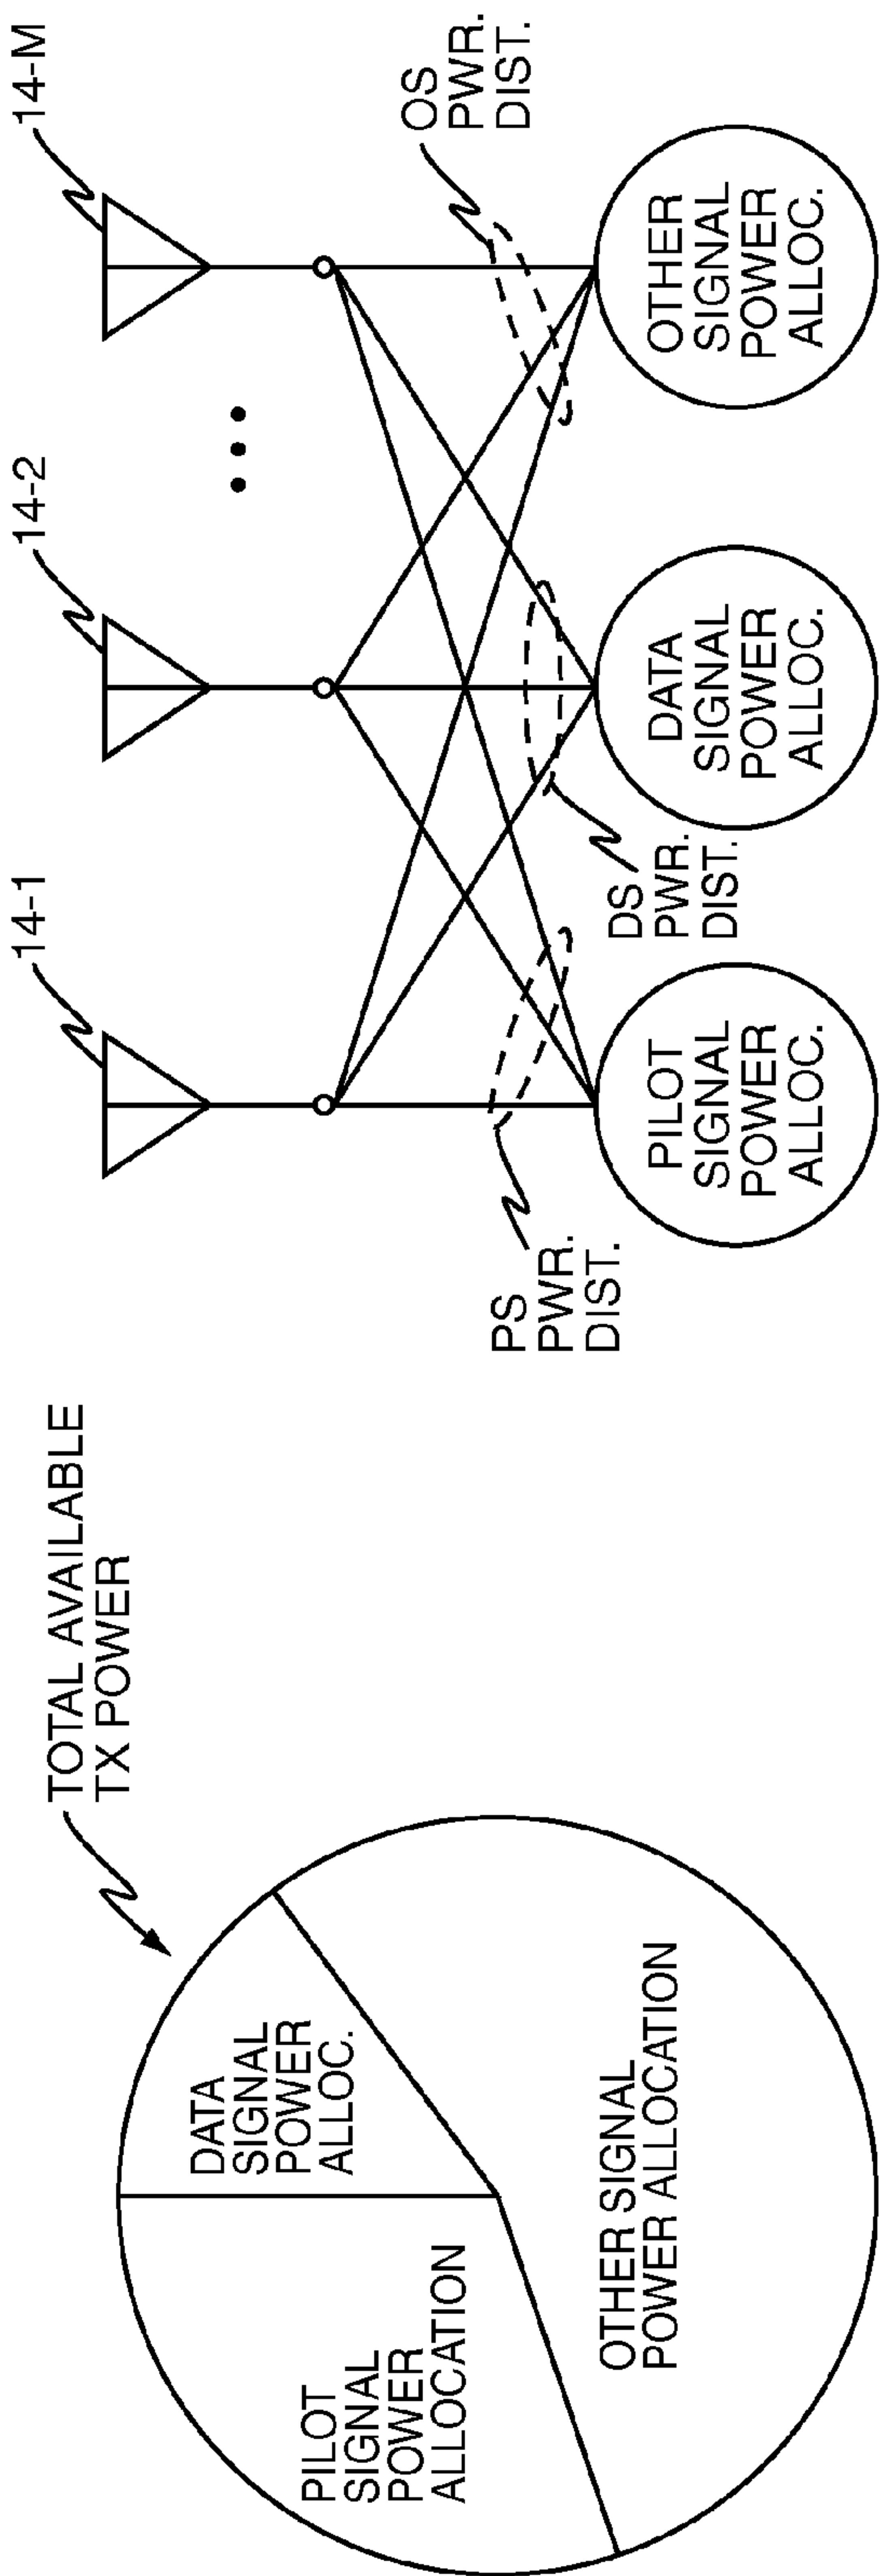 TOTAL AVAILABLE
TX POWER
DATA
SIGNAL
POWER
ALLOC.
PILOT
SIGNAL
POWER
ALLOCATION
OTHER SIGNAL
POWER ALLOCATION
14-1
14-2
14-M
PS
PWR.
DIST.
DS
PWR.
DIST.
OS
PWR.
DIST.
PILOT
SIGNAL
POWER
ALLOC.
DATA
SIGNAL
POWER
ALLOC.
OTHER
SIGNAL
POWER
ALLOC.